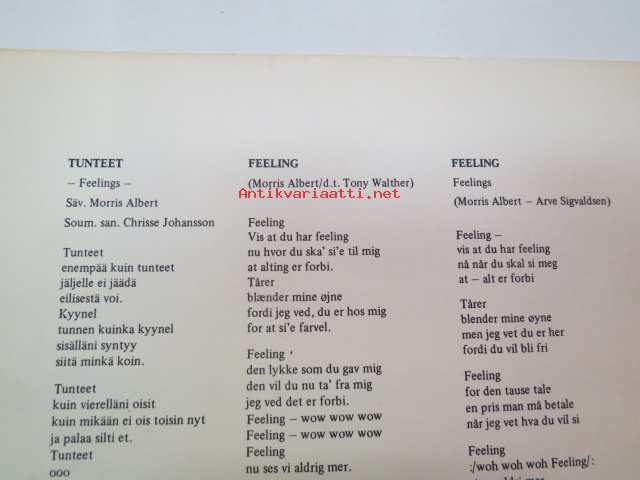 Antikvariaatti.net
Antikvariaatti.net
TUNTEET
– Feelings –
Säv. Morris Albert
Soum. san. Chrisse Johansson
Tunteet
enempää kuin tunteet
jäljelle ei jäädä
eilisestä voi.
Kyynel
tunnen kuinka kyynel
sisälläni syntyy
siitä minkä koin.
Tunteet
kuin vierelläni oisit
kuin mikään ei ois toisin nyt
ja palaa silti et.
Tunteet
ooo
FEELING
(Morris Albert/d.t. Tony Walther)
Feeling
Vis at du har feeling
nu hvor du ska' si'e til mig
at alting er forbi.
Tårer
blænder mine øjne
fordi jeg ved, du er hos mig
for at si'e farvel.
Feeling '
den lykke som du gav mig
den vil du nu ta' fra mig
jeg ved det er forbi.
Feeling – wow wow wow
Feeling – wow wow wow
Feeling
nu ses vi aldrig mer.
FEELING
Feelings
(Morris Albert – Arve Sigvaldsen)
Feeling –
vis at du har feeling
nå når du skal si meg
at – alt er forbi
Tårer
blender mine øyne
men jeg vet du er her
fordi du vil bli fri
Feeling
for den tause tale
en pris man må betale
når jeg vet hva du vil si
Feeling
:/woh woh woh Feeling/:
aldri mer